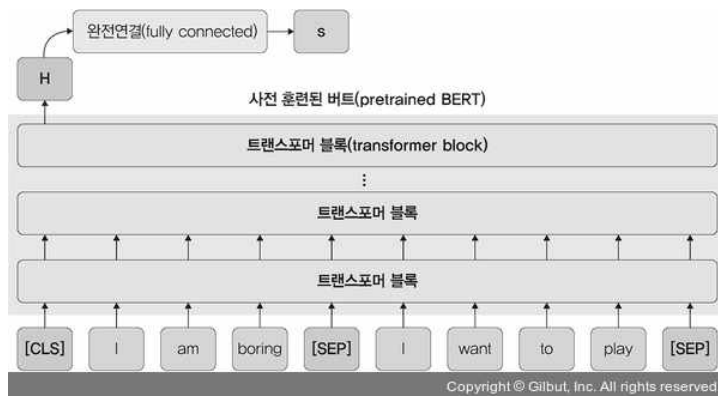 완전연결(fully connected)
s
H
사전 훈련된 버트(pretrained BERT)
트랜스포머 블록(transformer block)
⋮
트랜스포머 블록
트랜스포머 블록
[CLS] I am boring [SEP] I want to play [SEP]
Copyright © Gilbut, Inc. All rights reserved